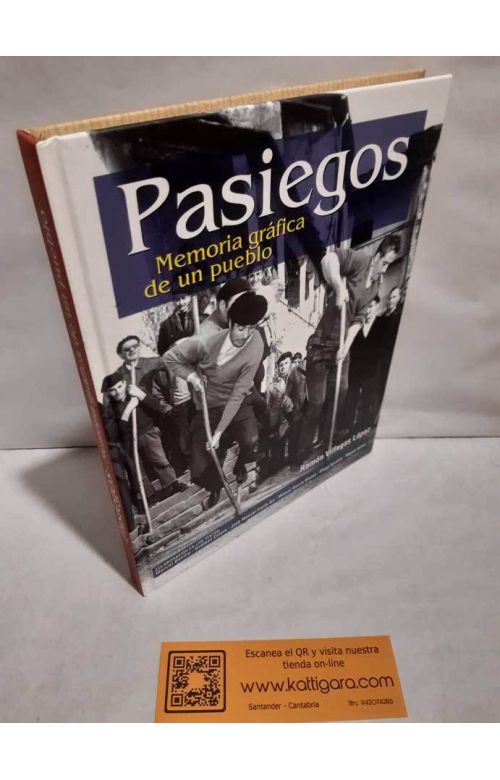 Pasiegos
Memoria gráfica
de un pueblo
Ramón Villegas López
Escanea el QR y visita nuestra
tienda on-line
www.kattigara.com
Santander - Cantabria